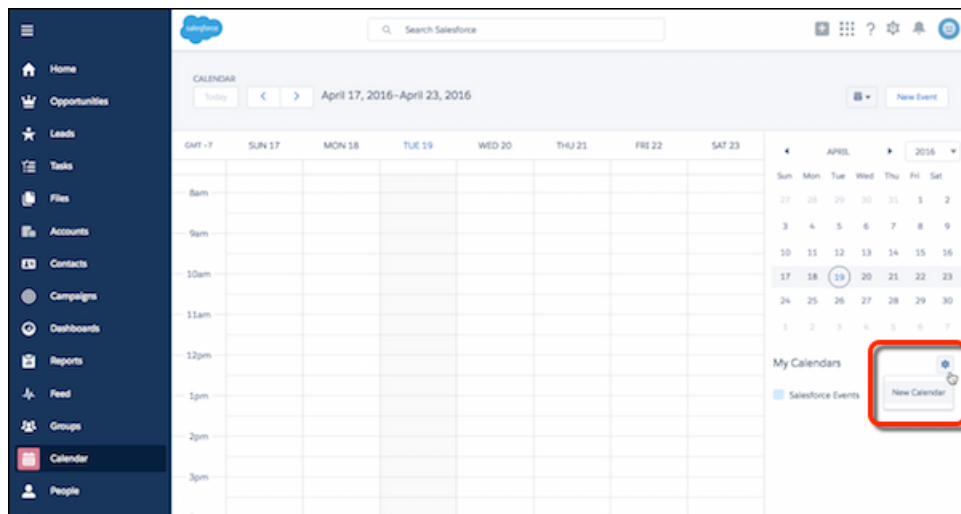 salesforce
Search Salesforce
Home
Opportunities
Leads
Tasks
Files
Accounts
Contacts
Campaigns
Dashboards
Reports
Feed
Groups
Calendar
People
CALENDAR
Today
April 17, 2016–April 23, 2016
New Event
GMT -7 SUN 17 MON 18 TUE 19 WED 20 THU 21 FRI 22 SAT 23
8am
9am
10am
11am
12pm
1pm
2pm
3pm
APRIL 2016
Sun Mon Tue Wed Thu Fri Sat
27 28 29 30 31 1 2
3 4 5 6 7 8 9
10 11 12 13 14 15 16
17 18 19 20 21 22 23
24 25 26 27 28 29 30
1 2 3 4 5 6 7
My Calendars
Salesforce Events
New Calendar